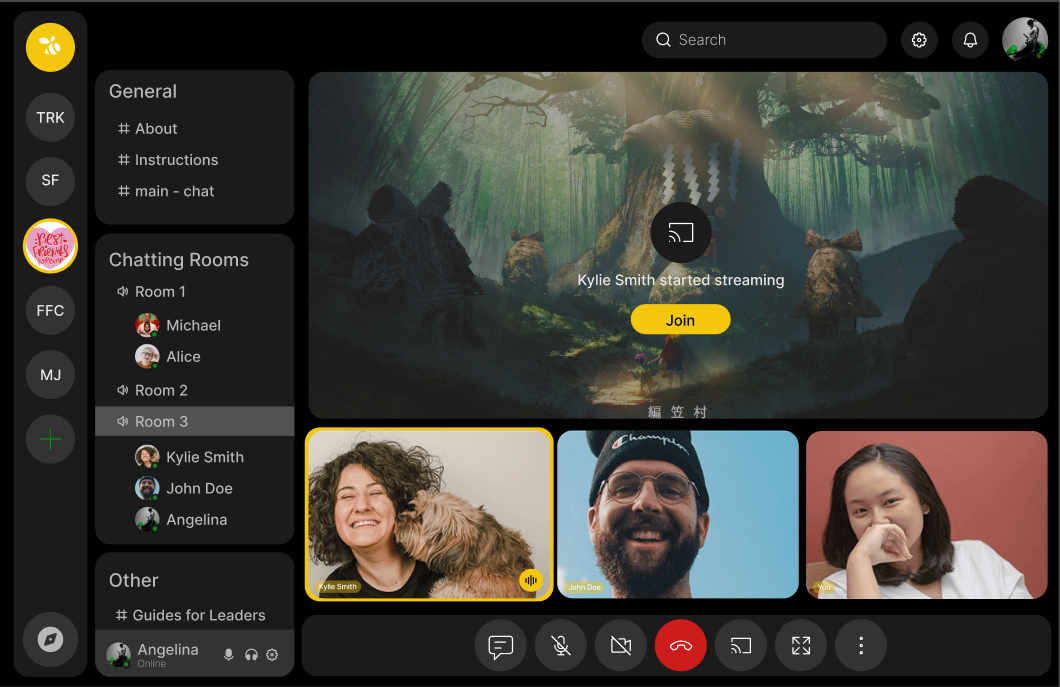 Search
TRK
SF
Best
Friends
FOREVER
FFC
MJ
General
# About
# Instructions
# main - chat
Chatting Rooms
Room 1
Michael
Alice
Room 2
Room 3
Kylie Smith
John Doe
Angelina
Other
# Guides for Leaders
Angelina
Online
Kylie Smith started streaming
Join
編笠村
Champion
Kylie Smith
John Doe
You